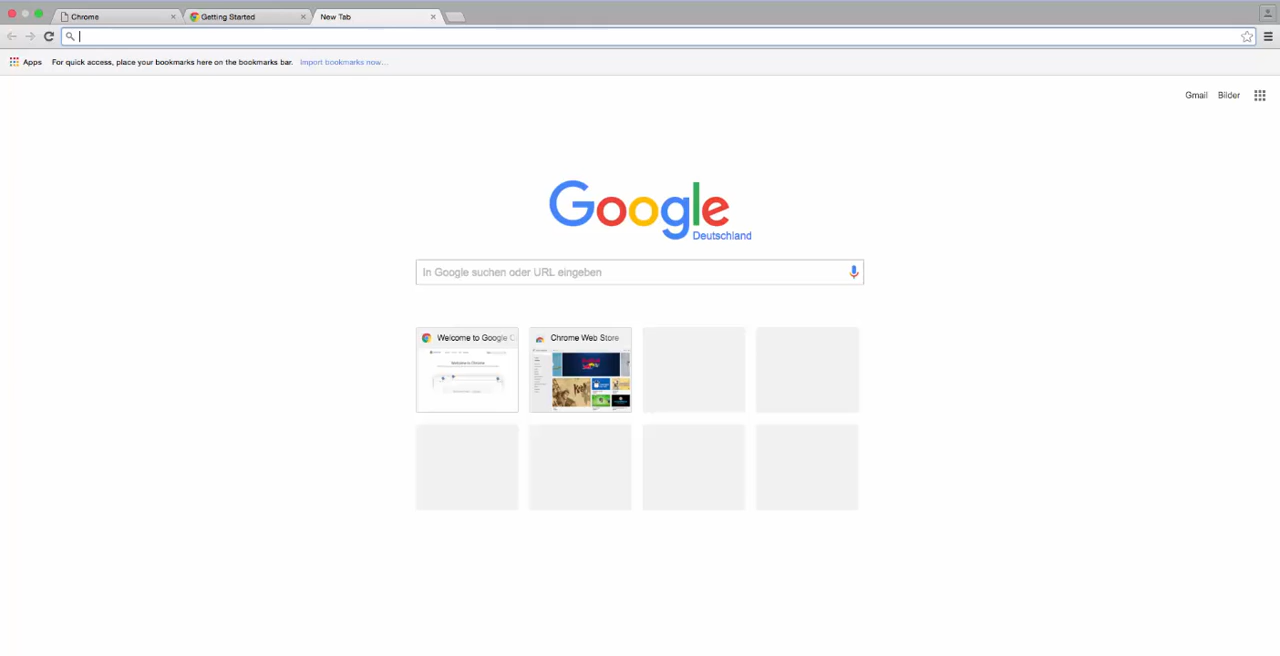 Chrome
Getting Started
New Tab
Apps
For quick access, place your bookmarks here on the bookmarks bar.
Import bookmarks now...
Gmail
Bilder
Google
Deutschland
In Google suchen oder URL eingeben
Welcome to Google C
Chrome Web Store